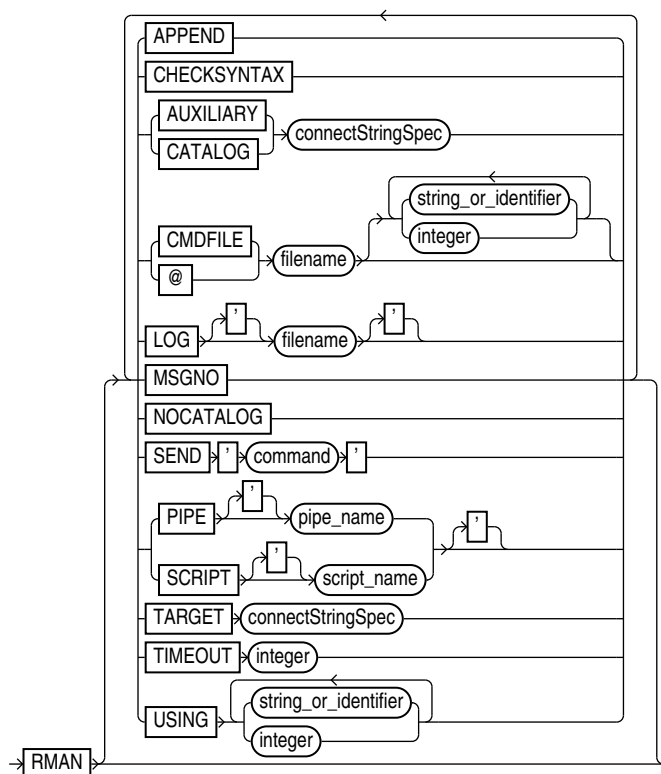 APPEND
CHECKSYNTAX
AUXILIARY
CATALOG
connectStringSpec
CMDFILE
@
filename
string_or_identifier
integer
LOG ' filename '
MSGNO
NOCATALOG
SEND ' command '
PIPE ' pipe_name
SCRIPT ' script_name
'
TARGET connectStringSpec
TIMEOUT integer
USING
string_or_identifier
integer
RMAN